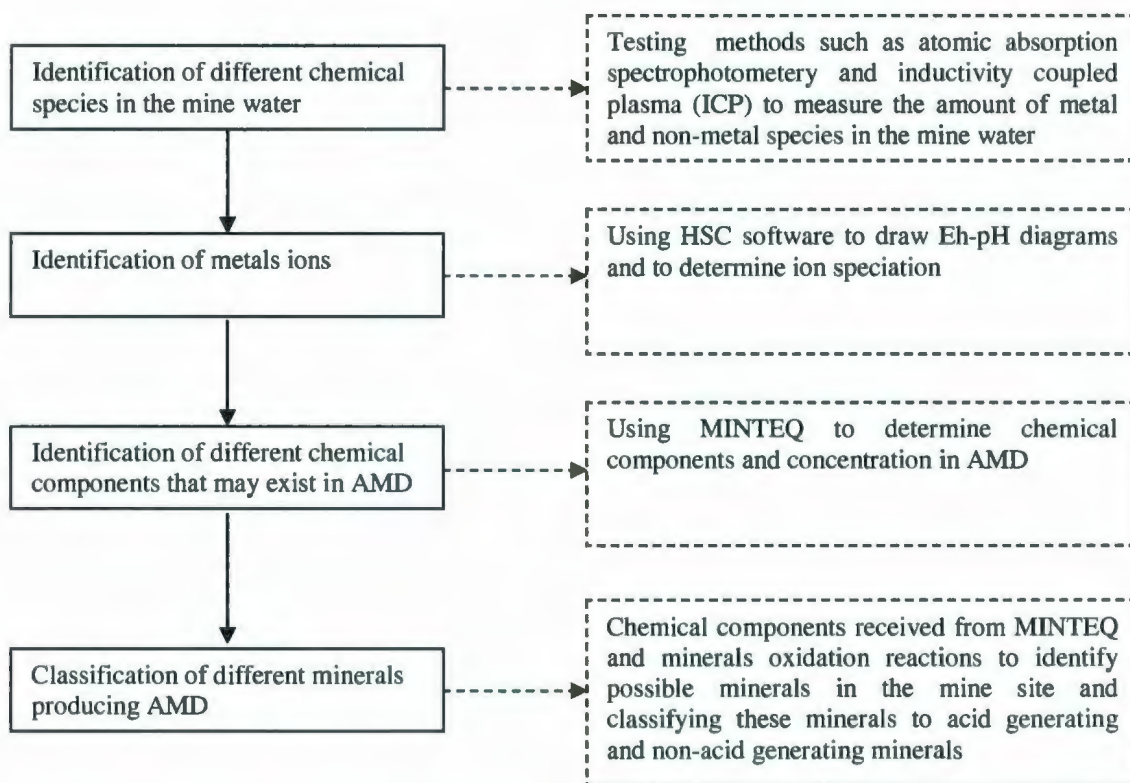 Identification of different chemical
species in the mine water
Testing methods such as atomic absorption
spectrophotometery and inductivity coupled
plasma (ICP) to measure the amount of metal
and non-metal species in the mine water
Identification of metals ions
Using HSC software to draw Eh-pH diagrams
and to determine ion speciation
Identification of different chemical
components that may exist in AMD
Using MINTEQ to determine chemical
components and concentration in AMD
Classification of different minerals
producing AMD
Chemical components received from MINTEQ
and minerals oxidation reactions to identify
possible minerals in the mine site and
classifying these minerals to acid generating
and non-acid generating minerals